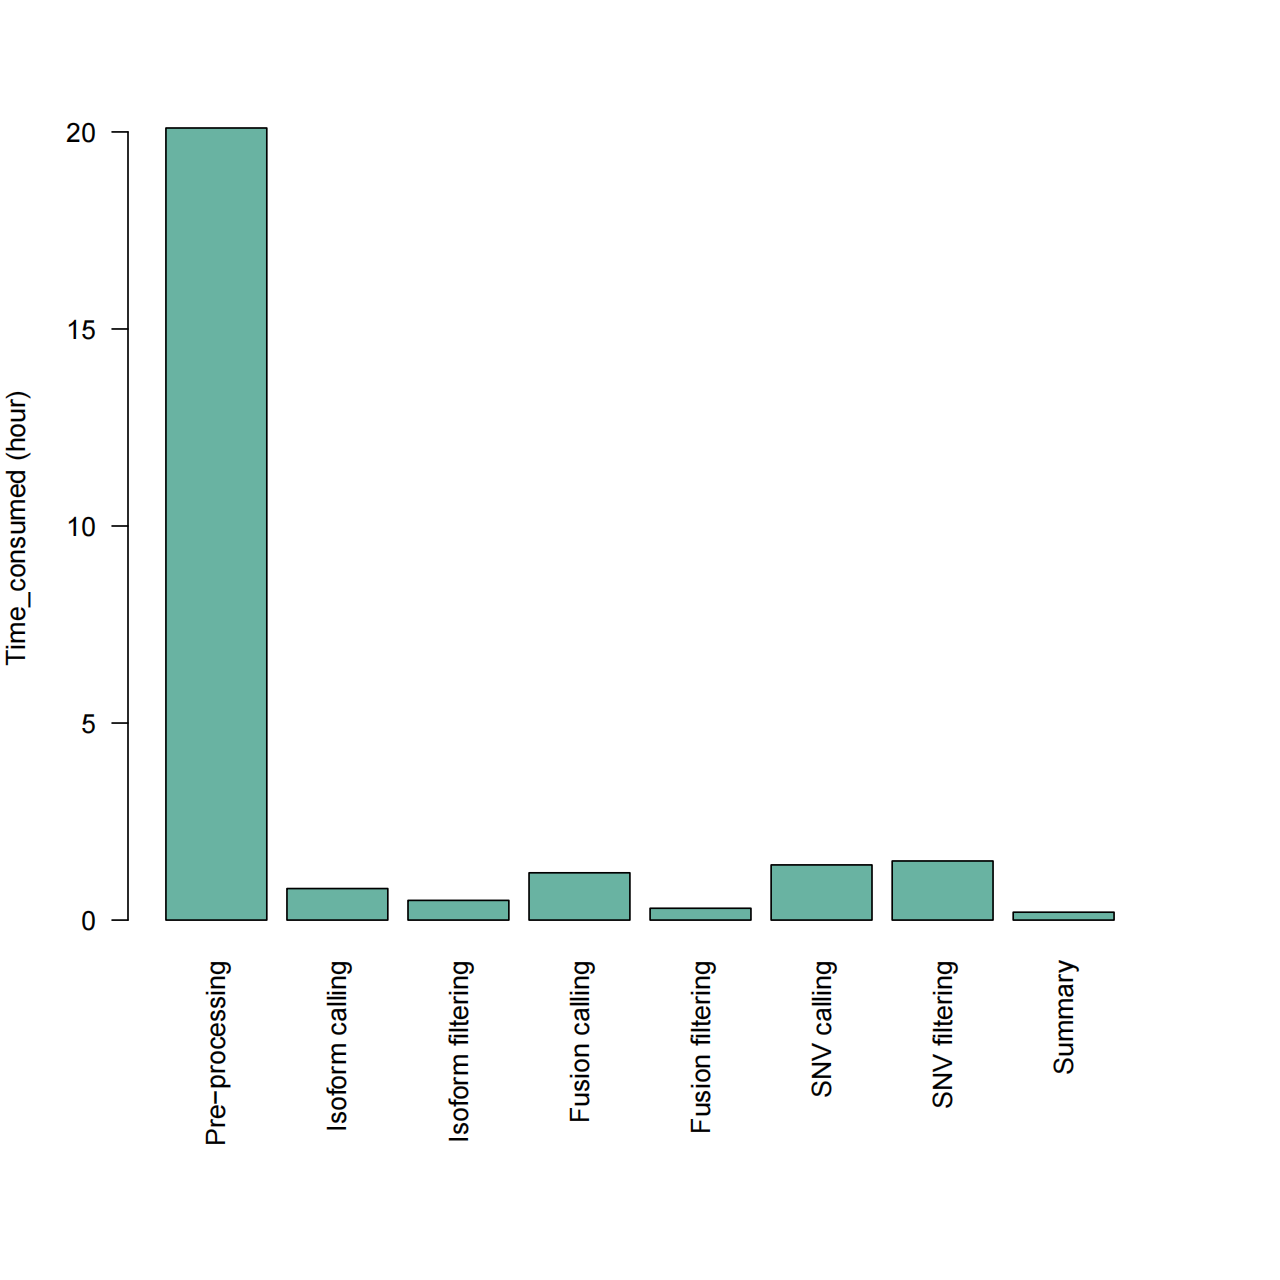 Time_consumed (hour)
20
15
10
5
0
Pre−processing
Isoform calling
Isoform filtering
Fusion calling
Fusion filtering
SNV calling
SNV filtering
Summary